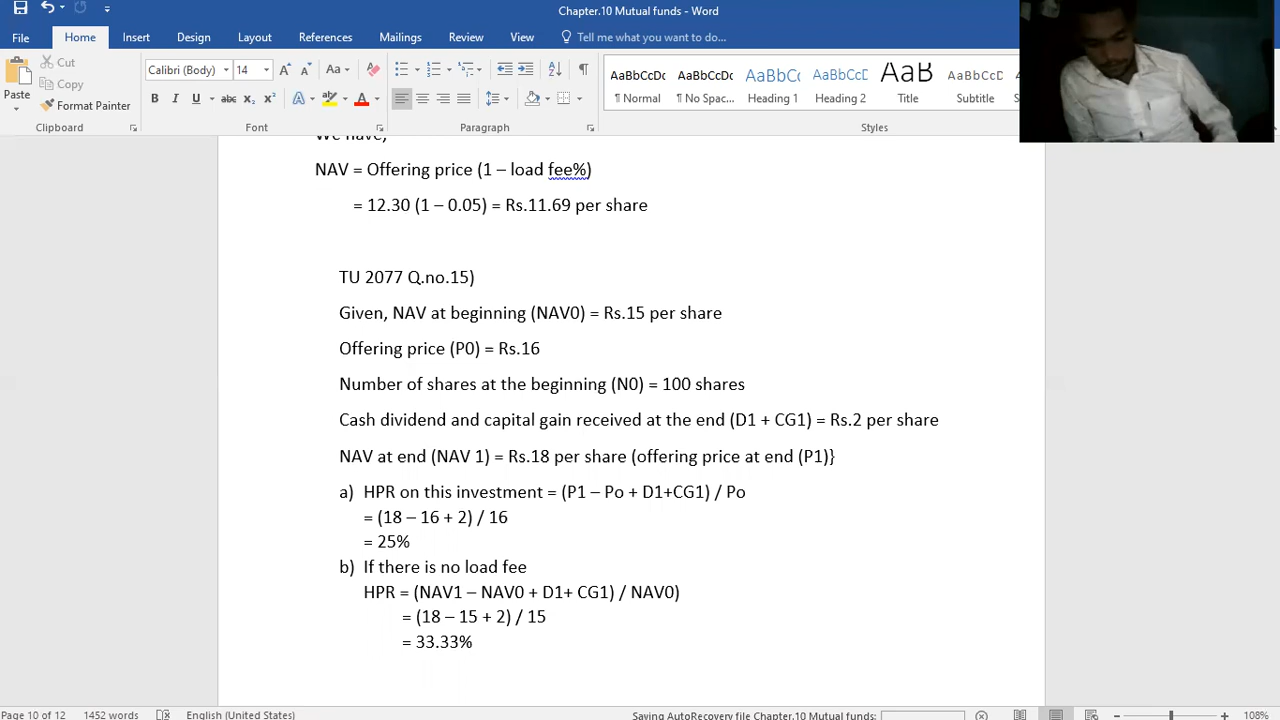 Chapter.10 Mutual funds - Word
File Home Insert Design Layout References Mailings Review View Tell me what you want to do...
Paste
Cut
Copy
Format Painter
Clipboard
Calibri (Body) 14
Aa
B I U abc x₂ x² A A
Font
Paragraph
AaBbCcDc AaBbCcDc AaBbCc AaBbCcE AaB AaBbCcD
¶ Normal ¶ No Spac... Heading 1 Heading 2 Title Subtitle
Styles
We have,
NAV = Offering price (1 – load fee%)
= 12.30 (1 – 0.05) = Rs.11.69 per share
TU 2077 Q.no.15)
Given, NAV at beginning (NAV0) = Rs.15 per share
Offering price (P0) = Rs.16
Number of shares at the beginning (N0) = 100 shares
Cash dividend and capital gain received at the end (D1 + CG1) = Rs.2 per share
NAV at end (NAV 1) = Rs.18 per share (offering price at end (P1)}
a) HPR on this investment = (P1 – Po + D1+CG1) / Po
= (18 – 16 + 2) / 16
= 25%
b) If there is no load fee
HPR = (NAV1 – NAV0 + D1+ CG1) / NAV0)
= (18 – 15 + 2) / 15
= 33.33%
Page 10 of 12 1452 words English (United States) Saving AutoRecovery file Chapter.10 Mutual funds: 108%